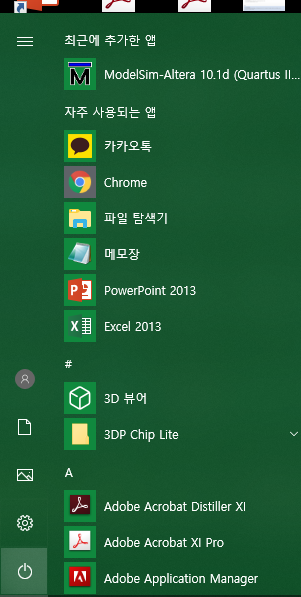 최근에 추가한 앱
ModelSim-Altera 10.1d (Quartus II...
자주 사용되는 앱
카카오톡
Chrome
파일 탐색기
메모장
PowerPoint 2013
Excel 2013
#
3D 뷰어
3DP Chip Lite
A
Adobe Acrobat Distiller XI
Adobe Acrobat XI Pro
Adobe Application Manager